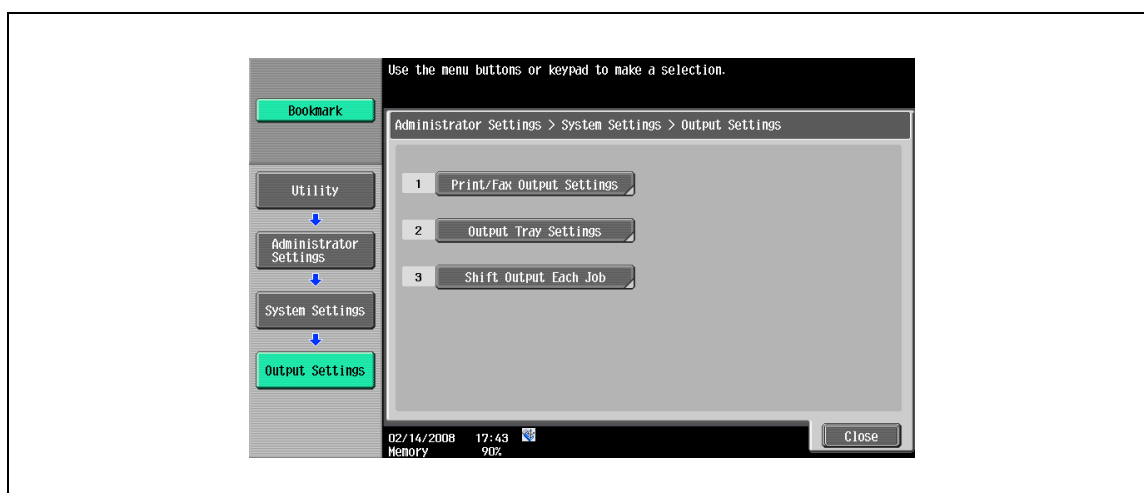 Use the menu buttons or keypad to make a selection.
Bookmark
Administrator Settings > System Settings > Output Settings
Utility
Administrator
Settings
System Settings
Output Settings
1 Print/Fax Output Settings
2 Output Tray Settings
3 Shift Output Each Job
02/14/2008 17:43
Memory 90%
Close